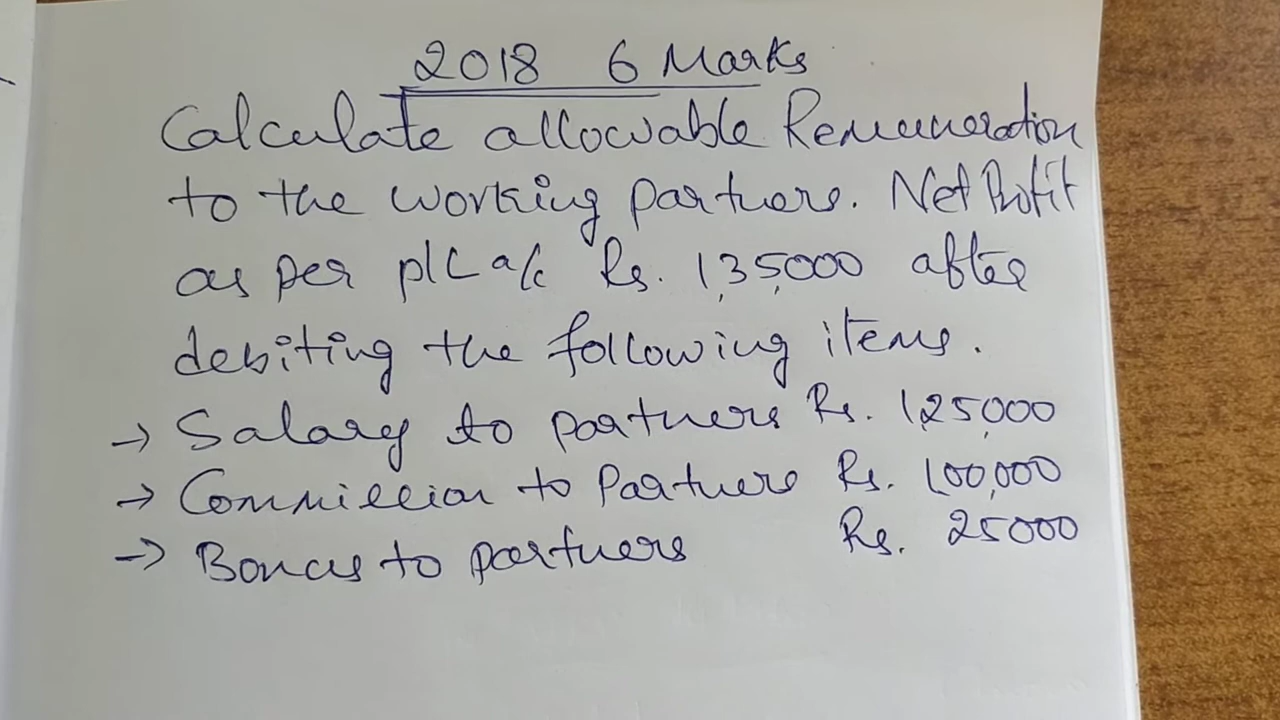 2018 6 Marks
Calculate allowable Remuneration
to the working partners. Net Profit
as per p/L a/c Rs. 1,35,000 after
debiting the following items.
→ Salary to partners Rs. 1,25,000
→ Commission to Partners Rs. 1,00,000
→ Bonus to partners Rs. 25000